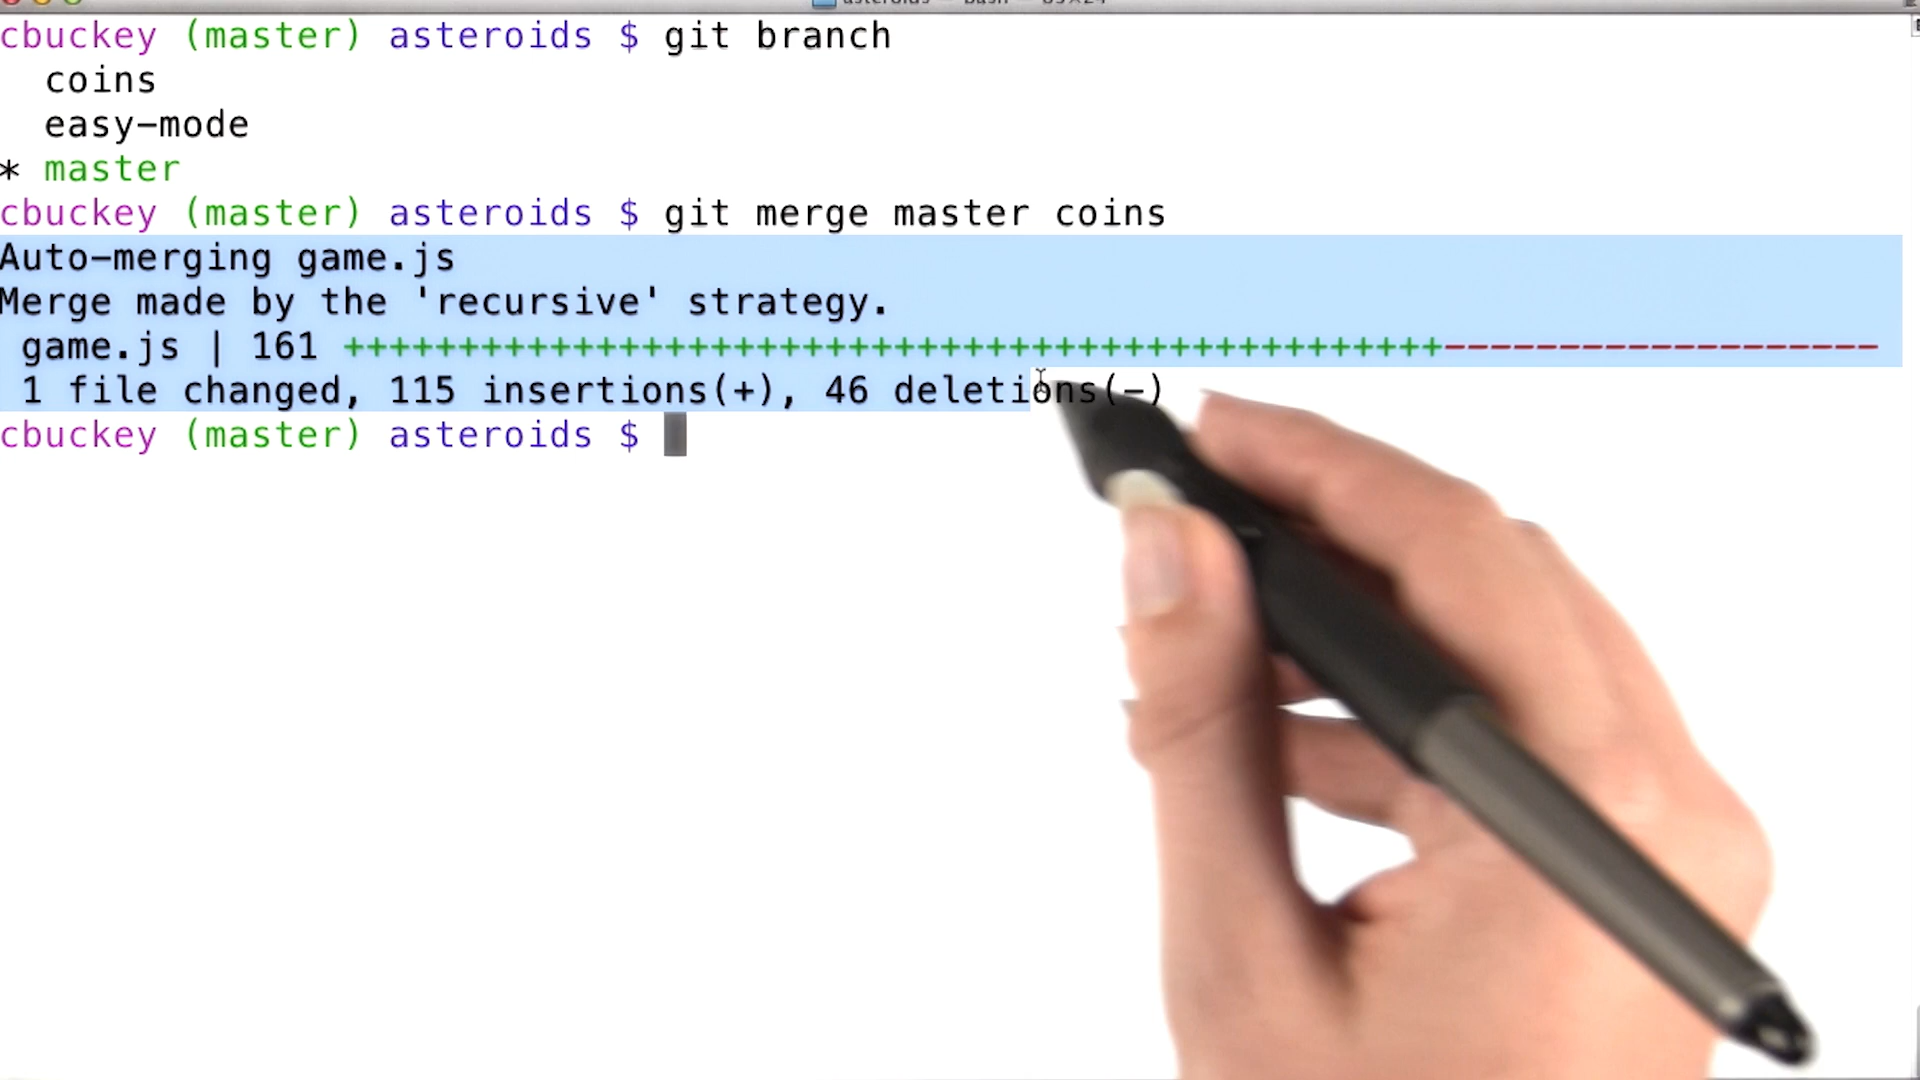 cbuckey (master) asteroids $ git branch
  coins
  easy-mode
* master
cbuckey (master) asteroids $ git merge master coins
Auto-merging game.js
Merge made by the 'recursive' strategy.
 game.js | 161 ++++++++++++++++++++++++++++++++++++++++++++++++-------------------
 1 file changed, 115 insertions(+), 46 deletions(-)
cbuckey (master) asteroids $